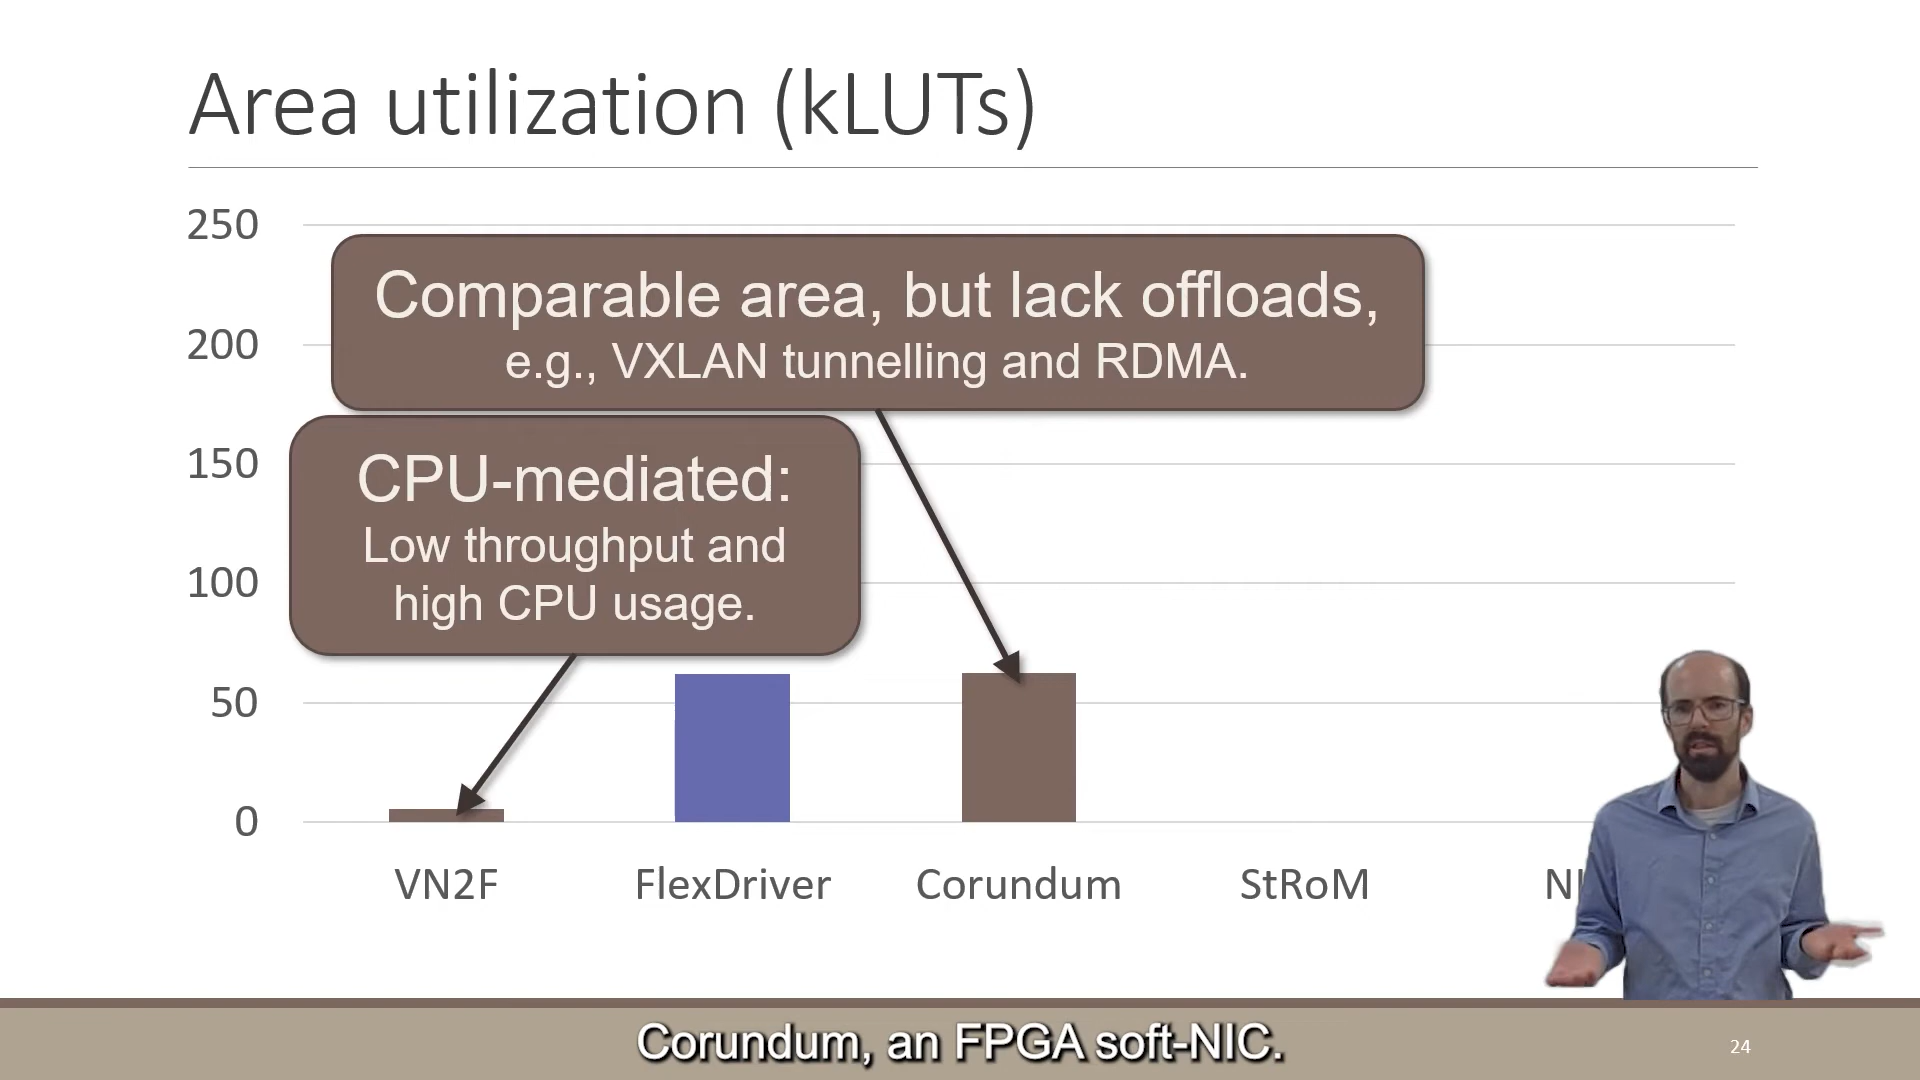 Area utilization (kLUTs)
250
Comparable area, but lack offloads,
e.g., VXLAN tunnelling and RDMA.
200
150
CPU-mediated:
Low throughput and
high CPU usage.
100
50
0
VN2F FlexDriver Corundum StRoM
Corundum, an FPGA soft-NIC.
24